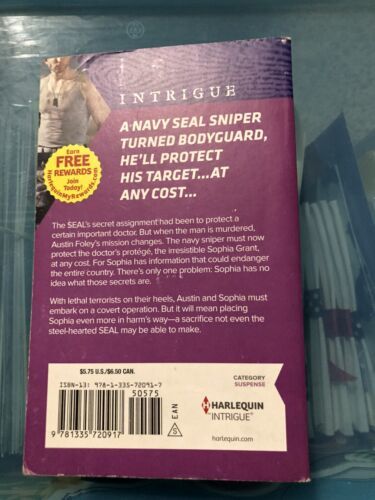 INTRIGUE
Earn
FREE
REWARDS
Join
Today!
HarlequinMyRewards.com
A NAVY SEAL SNIPER
TURNED BODYGUARD,
HE'LL PROTECT
HIS TARGET...AT
ANY COST...
The SEAL's secret assignment had been to protect a
certain important doctor. But when the man is murdered,
Austin Foley's mission changes. The navy sniper must now
protect the doctor's protégé, the irresistible Sophia Grant,
at any cost. For Sophia has information that could endanger
the entire country. There's only one problem: Sophia has no
idea what those secrets are.
With lethal terrorists on their heels, Austin and Sophia must
embark on a covert operation. But it will mean placing
Sophia even more in harm's way—a sacrifice not even the
steel-hearted SEAL may be able to make.
$5.75 U.S./$6.50 CAN.
ISBN-13: 978-1-335-72091-7
50575
9 781335 720917
EAN
S
CATEGORY
SUSPENSE
HARLEQUIN
INTRIGUE®
harlequin.com